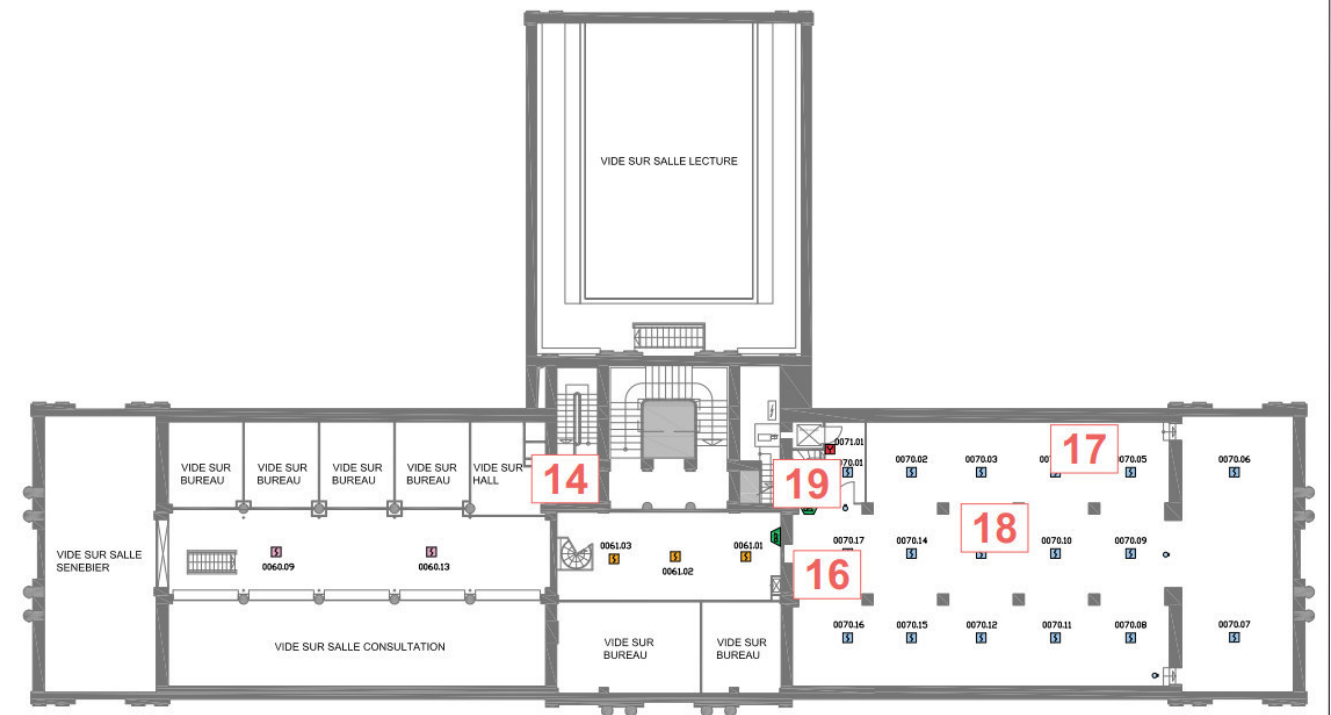 VIDE SUR SALLE LECTURE
VIDE SUR
BUREAU
VIDE SUR
BUREAU
VIDE SUR
BUREAU
VIDE SUR
BUREAU
VIDE SUR
HALL
14
19
17
18
16
0071.01
0070.02
0070.03
0070.05
0070.06
VIDE SUR SALLE
SENEBIER
0060.09
0060.13
0061.03
0061.02
0061.01
0070.17
0070.14
0070.10
0070.09
0070.16
0070.15
0070.12
0070.11
0070.08
0070.07
VIDE SUR SALLE CONSULTATION
VIDE SUR
BUREAU
VIDE SUR
BUREAU